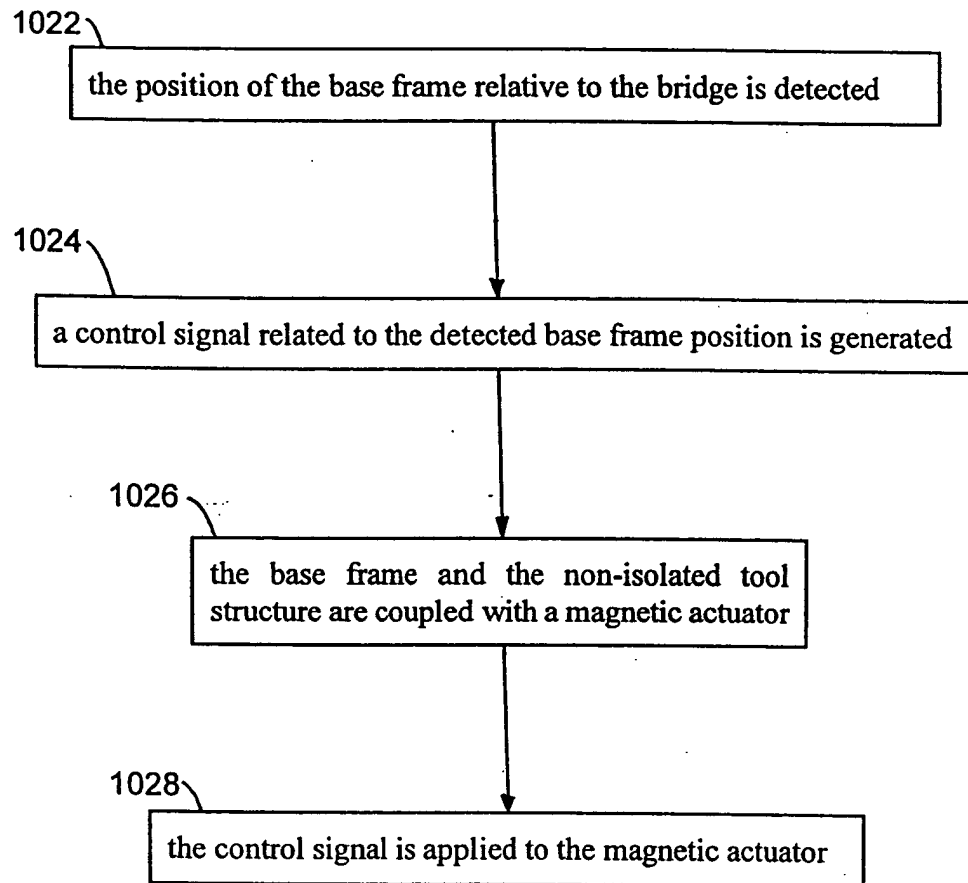 1022
the position of the base frame relative to the bridge is detected
1024
a control signal related to the detected base frame position is generated
1026
the base frame and the non-isolated tool
structure are coupled with a magnetic actuator
1028
the control signal is applied to the magnetic actuator